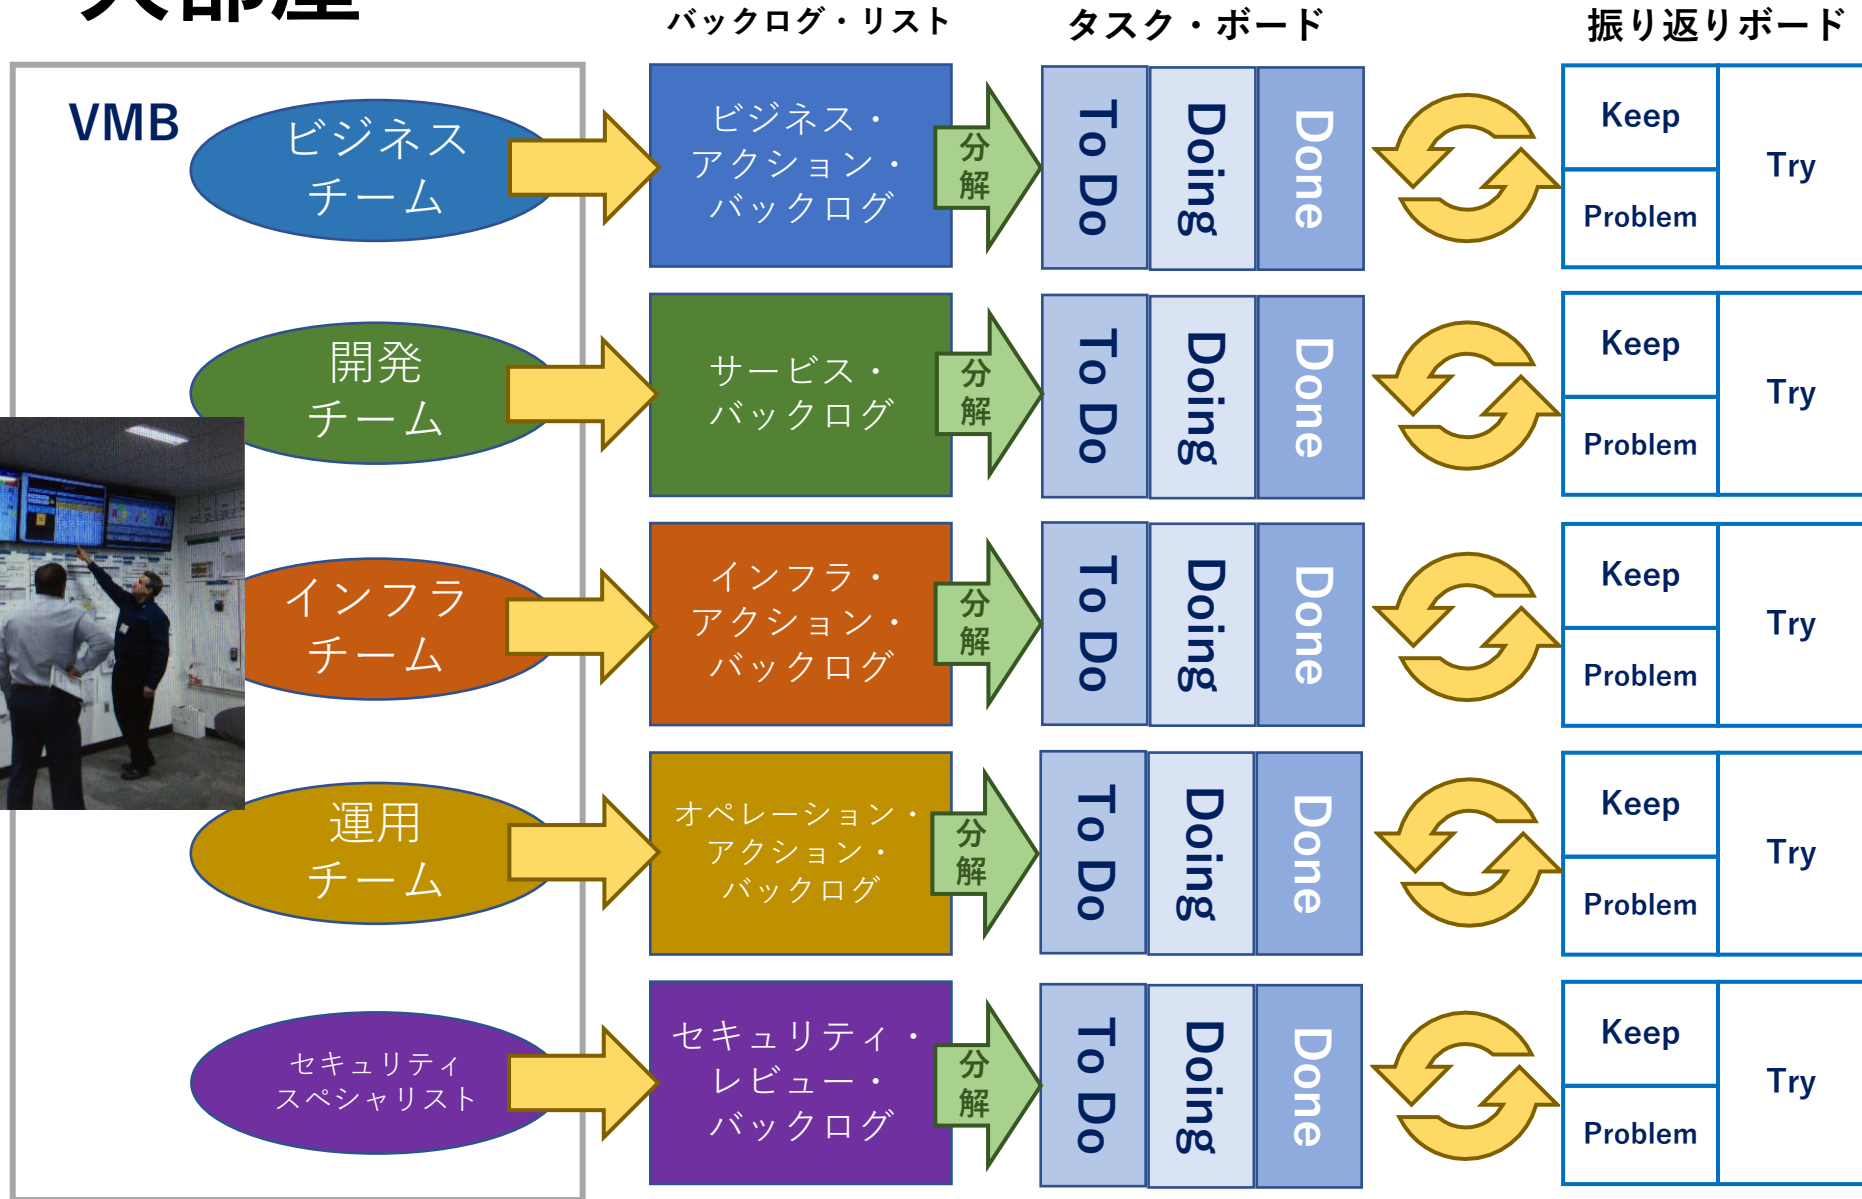 大部屋
バックログ・リスト
タスク・ボード
振り返りボード
VMB
ビジネス
チーム
ビジネス・
アクション・
バックログ
分
解
To Do
Doing
Done
Keep
Problem
Try
開発
チーム
サービス・
バックログ
分
解
To Do
Doing
Done
Keep
Problem
Try
インフラ
チーム
インフラ・
アクション・
バックログ
分
解
To Do
Doing
Done
Keep
Problem
Try
運用
チーム
オペレーション・
アクション・
バックログ
分
解
To Do
Doing
Done
Keep
Problem
Try
セキュリティ
スペシャリスト
セキュリティ・
レビュー・
バックログ
分
解
To Do
Doing
Done
Keep
Problem
Try